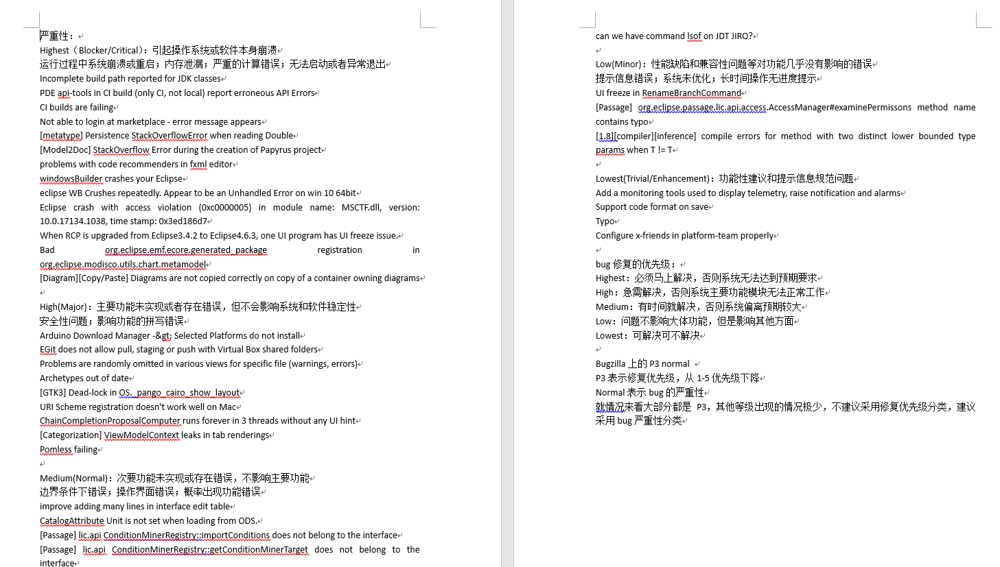 严重性：
Highest（Blocker/Critical）：引起操作系统或软件本身崩溃
运行过程中系统崩溃或重启；内存泄漏；严重的计算错误；无法启动或者异常退出
Incomplete build path reported for JDK classes
PDE api-tools in CI build (only CI, not local) report erroneous API Errors
CI builds are failing
Not able to login at marketplace - error message appears
[metatype] Persistence StackOverflowError when reading Double
[Model2Doc] StackOverflow Error during the creation of Papyrus project
problems with code recommenders in fxml editor
windowsBuilder crashes your Eclipse
eclipse WB Crushes repeatedly. Appear to be an Unhandled Error on win 10 64bit
Eclipse crash with access violation (0xc0000005) in module name: MSCTF.dll, version:
10.0.17134.1038, time stamp: 0x3ed186d7
When RCP is upgraded from Eclipse3.4.2 to Eclipse4.6.3, one UI program has UI freeze issue.
Bad org.eclipse.emf.ecore.generated_package registration in
org.eclipse.modisco.utils.chart.metamodel
[Diagram][Copy/Paste] Diagrams are not copied correctly on copy of a container owning diagrams
High(Major)：主要功能未实现或者存在错误，但不会影响系统和软件稳定性
安全性问题；影响功能的拼写错误
Arduino Download Manager -&gt; Selected Platforms do not install
EGit does not allow pull, staging or push with Virtual Box shared folders
Problems are randomly omitted in various views for specific file (warnings, errors)
Archetypes out of date
[GTK3] Dead-lock in OS._pango_cairo_show_layout
URI Scheme registration doesn't work well on Mac
ChainCompletionProposalComputer runs forever in 3 threads without any UI hint
[Categorization] ViewModelContext leaks in tab renderings
Pomless failing
Medium(Normal)：次要功能未实现或存在错误，不影响主要功能
边界条件下错误；操作界面错误；概率出现功能错误
improve adding many lines in interface edit table
CatalogAttribute Unit is not set when loading from ODS.
[Passage] lic.api ConditionMinerRegistry::importConditions does not belong to the interface
[Passage] lic.api ConditionMinerRegistry::getConditionMinerTarget does not belong to the
interface
can we have command lsof on JDT JIRO?
Low(Minor)：性能缺陷和兼容性问题等对功能几乎没有影响的错误
提示信息错误；系统未优化；长时间操作无进度提示
UI freeze in RenameBranchCommand
[Passage] org.eclipse.passage.lic.api.access.AccessManager#examinePermissons method name
contains typo
[1.8][compiler][inference] compile errors for method with two distinct lower bounded type
params when T != T
Lowest(Trivial/Enhancement)：功能性建议和提示信息规范问题
Add a monitoring tools used to display telemetry, raise notification and alarms
Support code format on save
Typo
Configure x-friends in platform-team properly
bug 修复的优先级：
Highest：必须马上解决，否则系统无法达到预期要求
High：急需解决，否则系统主要功能模块无法正常工作
Medium：有时间就解决，否则系统偏离预期较大
Low：问题不影响大体功能，但是影响其他方面
Lowest：可解决可不解决
Bugzilla 上的 P3 normal
P3 表示修复优先级，从 1-5 优先级下降
Normal 表示 bug 的严重性
就情况来看大部分都是 P3，其他等级出现的情况极少，不建议采用修复优先级分类，建议
采用 bug 严重性分类